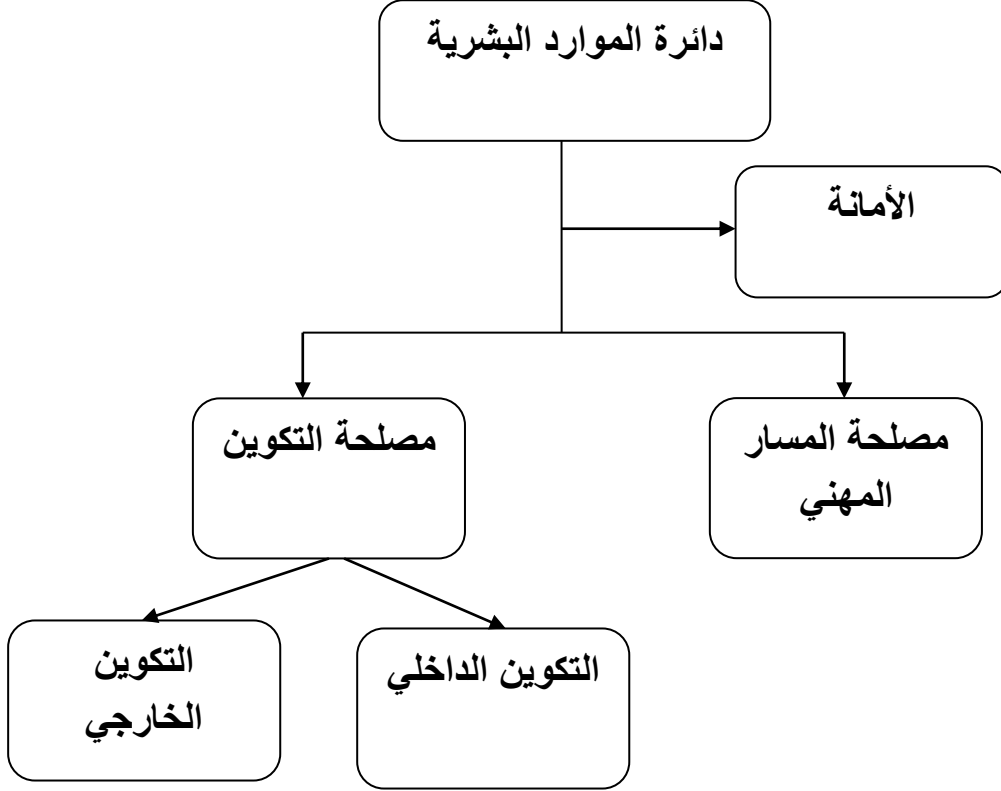 دائرة الموارد البشرية
الأمانة
مصلحة المسار
المهني
مصلحة التكوين
التكوين الداخلي
التكوين
الخارجي